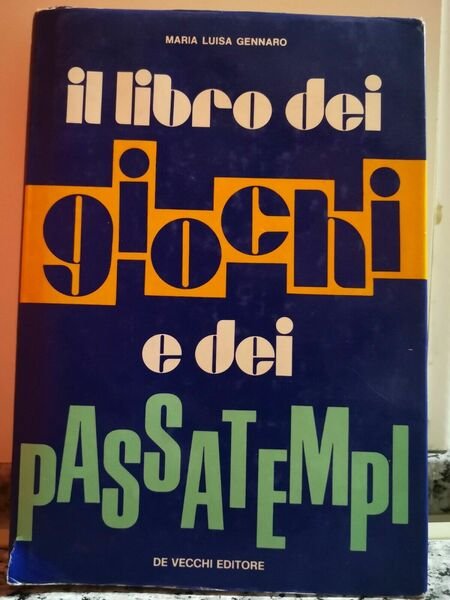 MARIA LUISA GENNARO
il libro dei
giochi
e dei
PASSATEMPI
DE VECCHI EDITORE